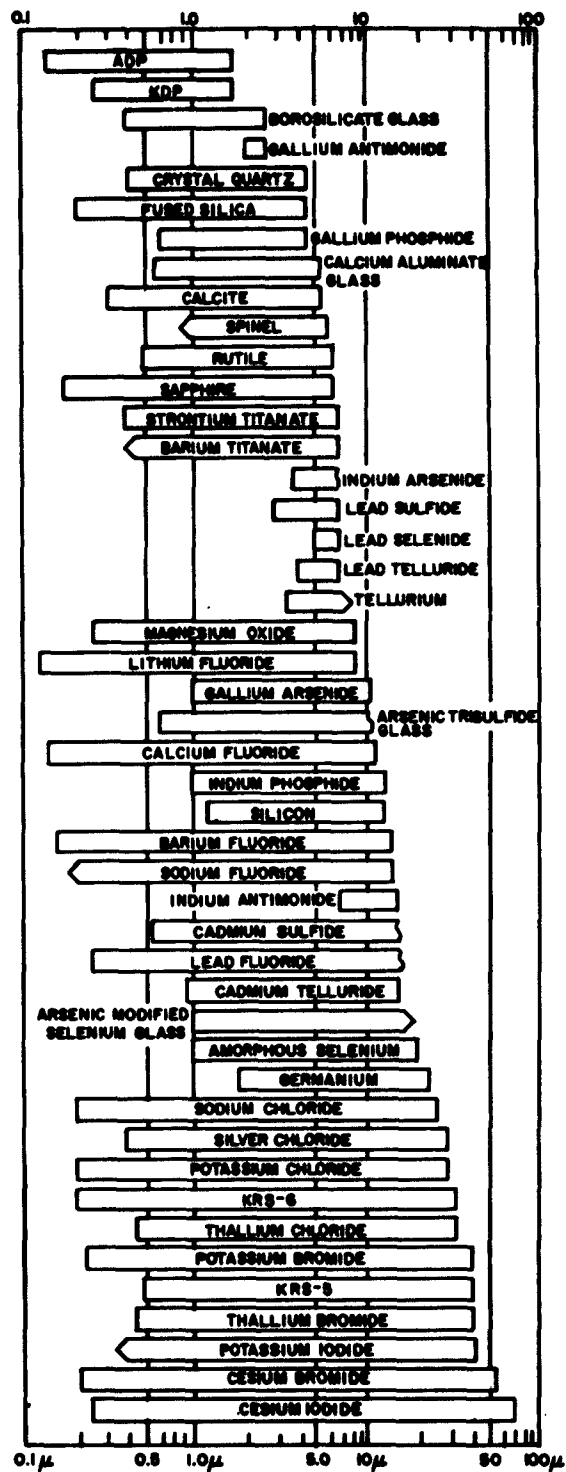 0.1 1.0 10 100
ADP
KDP
BOROSILICATE GLASS
GALLIUM ANTIMONIDE
CRYSTAL QUARTZ
FUSED SILICA
GALLIUM PHOSPHIDE
CALCIUM ALUMINATE
GLASS
CALCITE
SPINEL
RUTILE
SAPPHIRE
STRONTIUM TITANATE
BARIUM TITANATE
INDIUM ARSENIDE
LEAD SULFIDE
LEAD SELENIDE
LEAD TELLURIDE
TELLURIUM
MAGNESIUM OXIDE
LITHIUM FLUORIDE
GALLIUM ARSENIDE
ARSENIC TRISULFIDE
GLASS
CALCIUM FLUORIDE
INDIUM PHOSPHIDE
SILICON
BARIUM FLUORIDE
SODIUM FLUORIDE
INDIUM ANTIMONIDE
CADMIUM SULFIDE
LEAD FLUORIDE
CADMIUM TELLURIDE
ARSENIC MODIFIED
SELENIUM GLASS
AMORPHOUS SELENIUM
GERMANIUM
SODIUM CHLORIDE
SILVER CHLORIDE
POTASSIUM CHLORIDE
KRS-6
THALLIUM CHLORIDE
POTASSIUM BROMIDE
KRS-5
THALLIUM BROMIDE
POTASSIUM IODIDE
CESIUM BROMIDE
CESIUM IODIDE
0.1μ 0.5 1.0μ 5.0 10μ 50 100μ